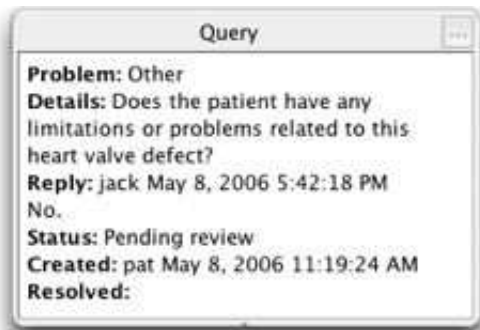 Query
Problem: Other
Details: Does the patient have any
limitations or problems related to this
heart valve defect?
Reply: jack May 8, 2006 5:42:18 PM
No.
Status: Pending review
Created: pat May 8, 2006 11:19:24 AM
Resolved: